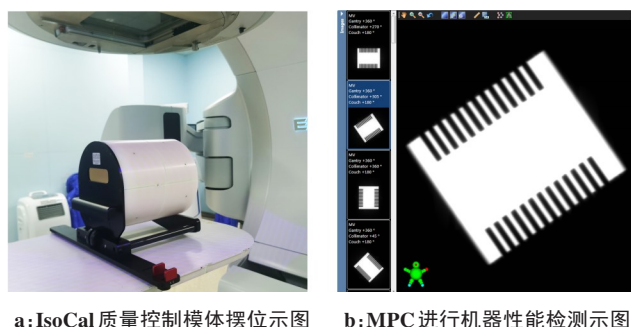 Images
MV
Gantry +360 °
Collimator +270 °
Couch +180 °
MV
Gantry +360 °
Collimator +305 °
Couch +180 °
MV
Gantry +360 °
Collimator +360 °
Couch +180 °
MV
Gantry +360 °
Collimator +45 °
Couch +180 °
a:IsoCal质量控制模体摆位示图
b:MPC进行机器性能检测示图